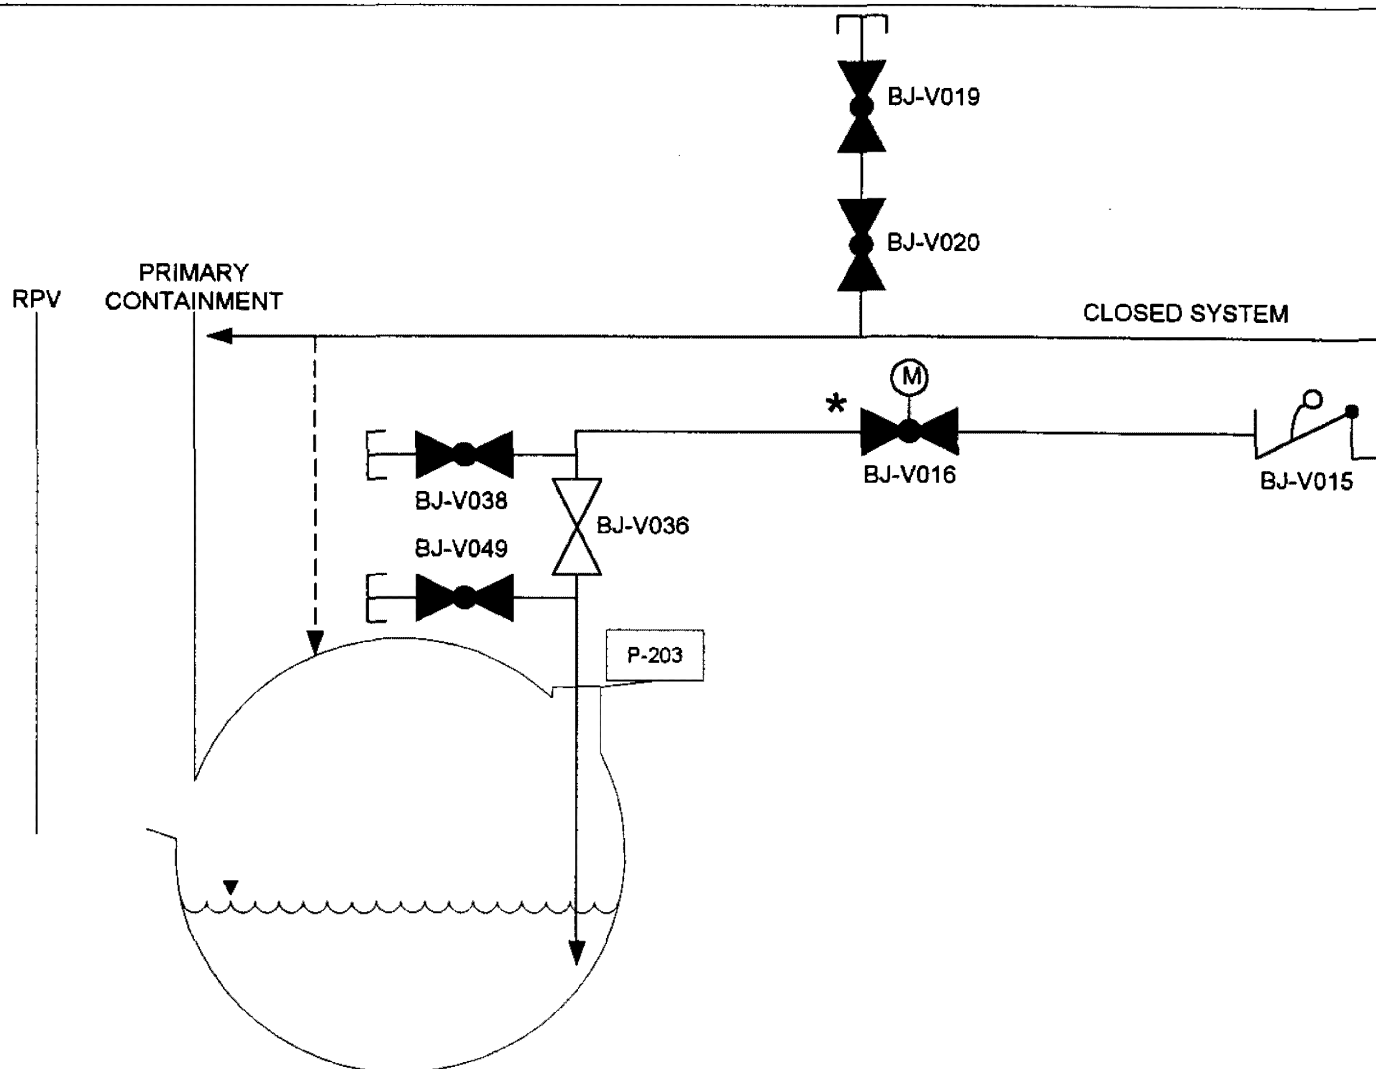 BJ-V019
BJ-V020
PRIMARY
CONTAINMENT
RPV
CLOSED SYSTEM
M
*
BJ-V016
BJ-V015
BJ-V038
BJ-V036
BJ-V049
P-203